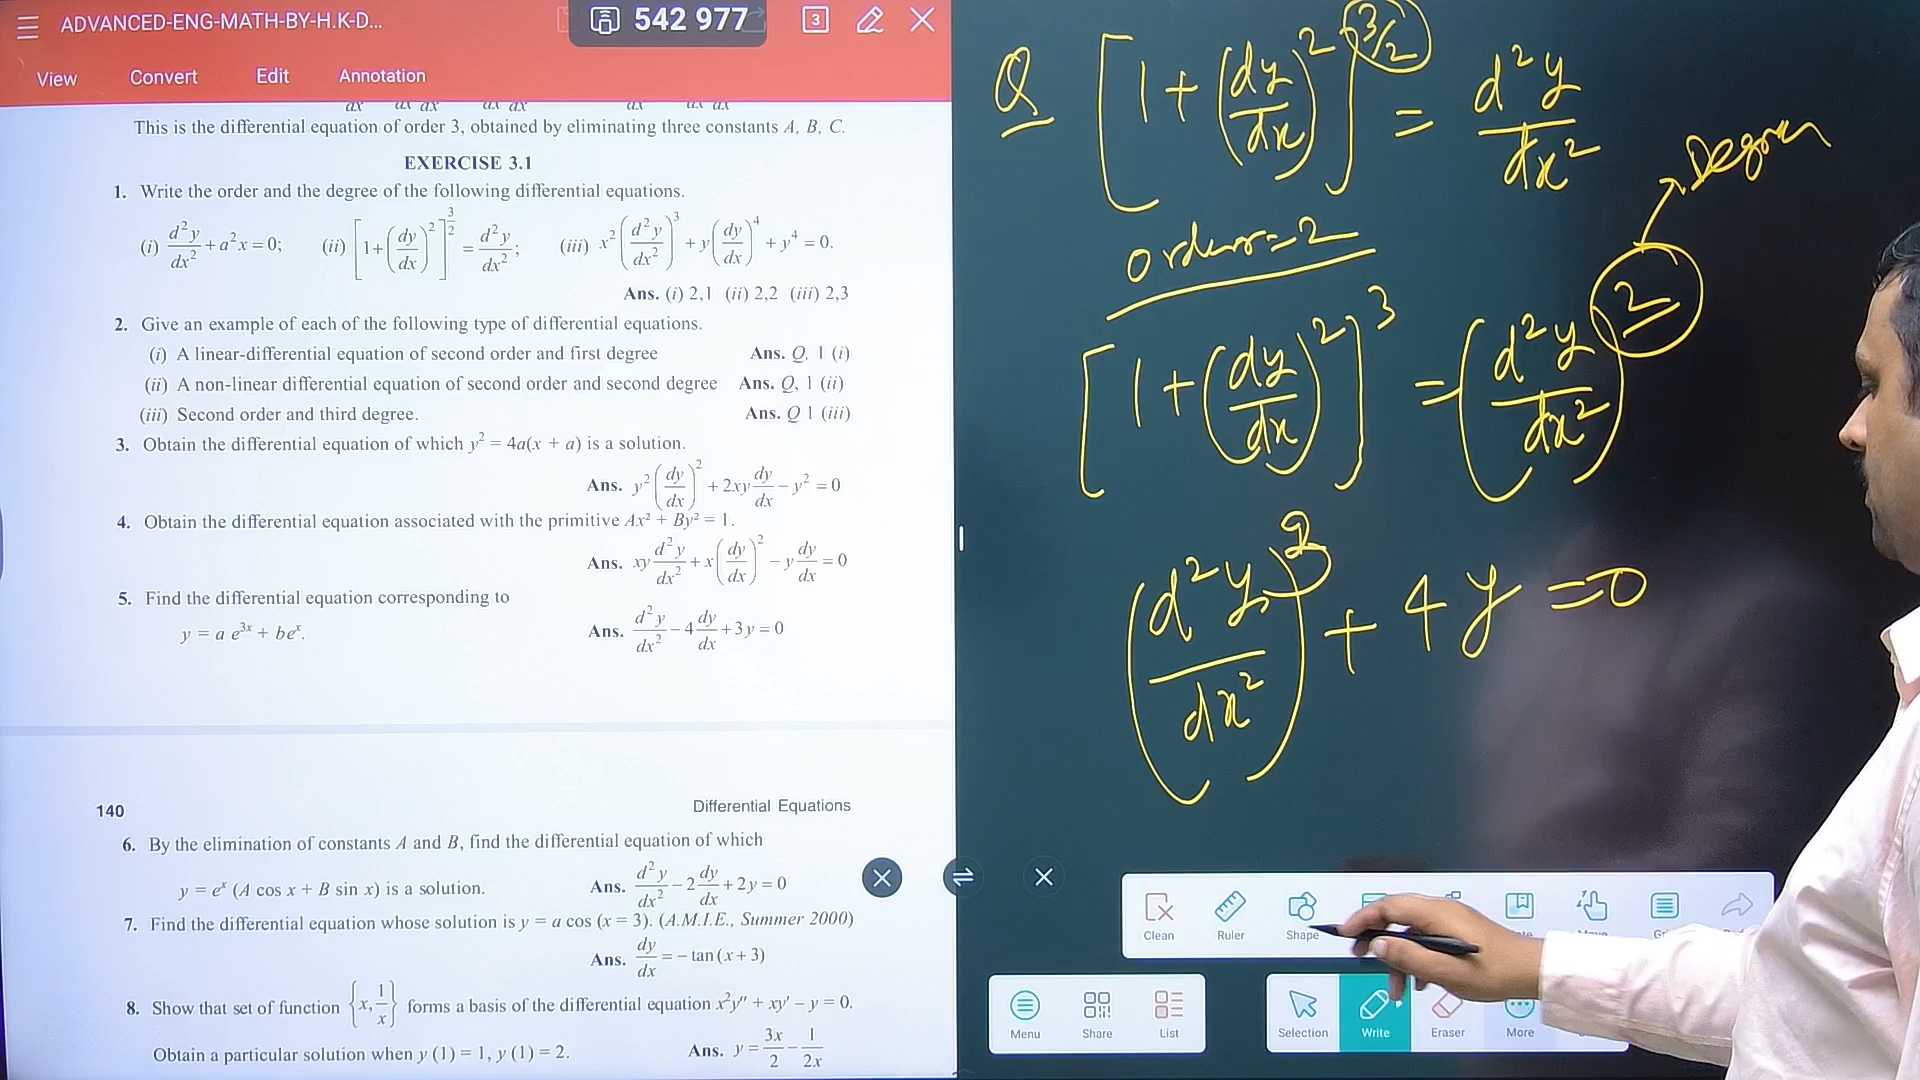 ADVANCED-ENG-MATH-BY-H.K-D...
542 977
3
View Convert Edit Annotation
This is the differential equation of order 3, obtained by eliminating three constants A, B, C.
EXERCISE 3.1
1. Write the order and the degree of the following differential equations.
(i) d²y/dx² + a²x = 0; (ii) [1+(dy/dx)²]^(3/2) = d²y/dx²; (iii) x²(d²y/dx²)³ + y(dy/dx)⁴ + y⁴ = 0.
Ans. (i) 2,1 (ii) 2,2 (iii) 2,3
2. Give an example of each of the following type of differential equations.
(i) A linear-differential equation of second order and first degree Ans. Q. 1 (i)
(ii) A non-linear differential equation of second order and second degree Ans. Q, 1 (ii)
(iii) Second order and third degree. Ans. Q 1 (iii)
3. Obtain the differential equation of which y² = 4a(x + a) is a solution.
Ans. y²(dy/dx)² + 2xy dy/dx − y² = 0
4. Obtain the differential equation associated with the primitive Ax² + By² = 1.
Ans. xy d²y/dx² + x(dy/dx)² − y dy/dx = 0
5. Find the differential equation corresponding to
y = a e³ˣ + beˣ. Ans. d²y/dx² − 4 dy/dx + 3y = 0
140 Differential Equations
6. By the elimination of constants A and B, find the differential equation of which
y = eˣ (A cos x + B sin x) is a solution. Ans. d²y/dx² − 2 dy/dx + 2y = 0
7. Find the differential equation whose solution is y = a cos (x = 3). (A.M.I.E., Summer 2000)
Ans. dy/dx = − tan (x + 3)
8. Show that set of function {x, 1/x} forms a basis of the differential equation x²y″ + xy′ − y = 0.
Obtain a particular solution when y (1) = 1, y (1) = 2. Ans. y = 3x/2 − 1/2x
Q [1 + (dy/dx)²]^(3/2) = d²y/dx²
order = 2
Degree
[1 + (dy/dx)²]³ = (d²y/dx²)²
(d²y/dx²)³ + 4y = 0
Clean Ruler Shape
Menu Share List Selection Write Eraser More